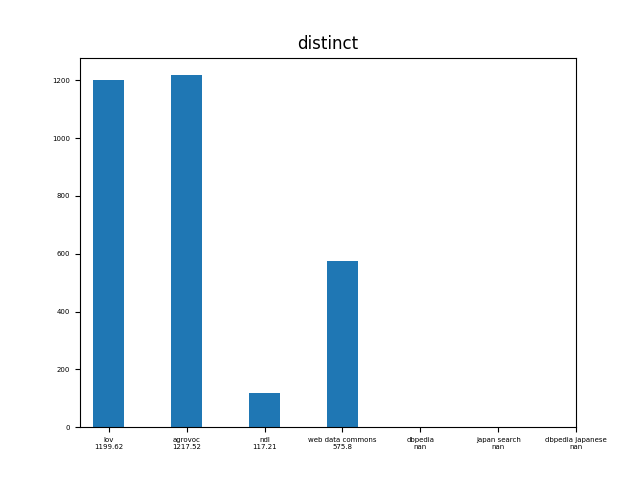 distinct
1200
1000
800
600
400
200
0
lov agrovoc ndl web data commons dbpedia japan search dbpedia japanese
1199.62 1217.52 117.21 575.8 nan nan nan